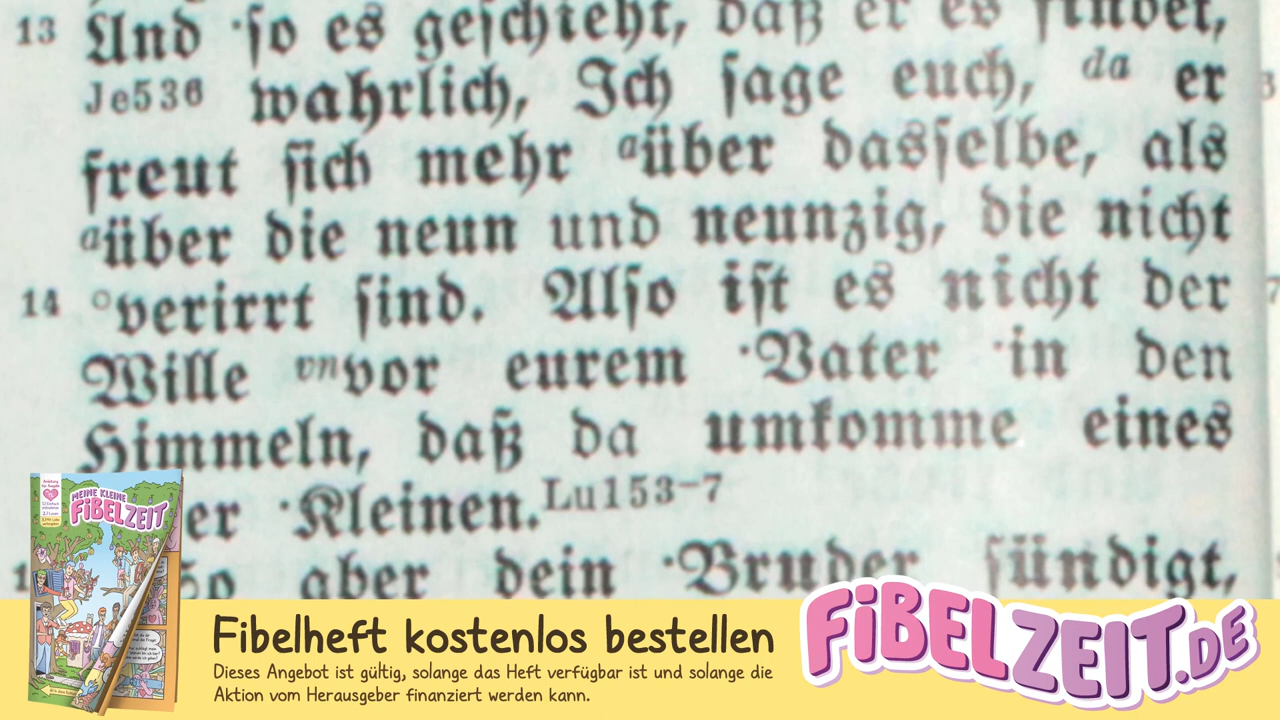 13 Und ·so es geschieht, daß er es findet,
Je536 wahrlich, Ich sage euch, da er
freut sich mehr aüber dasselbe, als
aüber die neun und neunzig, die nicht
14 °verirrt sind. Also ist es nicht der
Wille vnvor eurem ·Vater ·in den
Himmeln, daß da umkomme eines
er ·Kleinen. Lu153-7
So aber dein ·Bruder sündigt,
MEINE KLEINE
FiBELZEIT
Fibelheft kostenlos bestellen
Dieses Angebot ist gültig, solange das Heft verfügbar ist und solange die
Aktion vom Herausgeber finanziert werden kann.
FiBELZEIT.DE